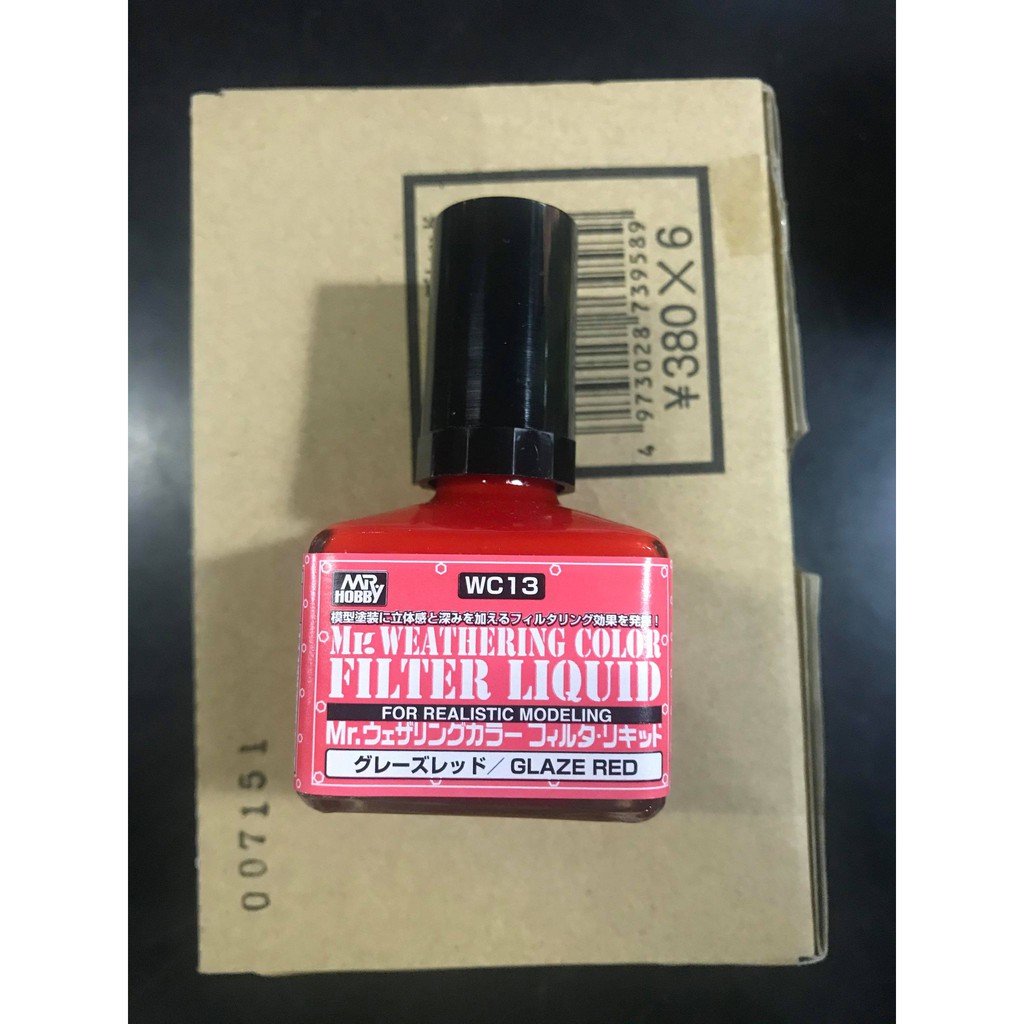 MR. HOBBY
WC13
模型塗装に立体感と深みを加えるフィルタリング効果を発揮!
Mr. WEATHERING COLOR
FILTER LIQUID
FOR REALISTIC MODELING
Mr.ウェザリングカラー フィルタ・リキッド
グレーズレッド/ GLAZE RED
4 973028 739589
¥380×6
007151